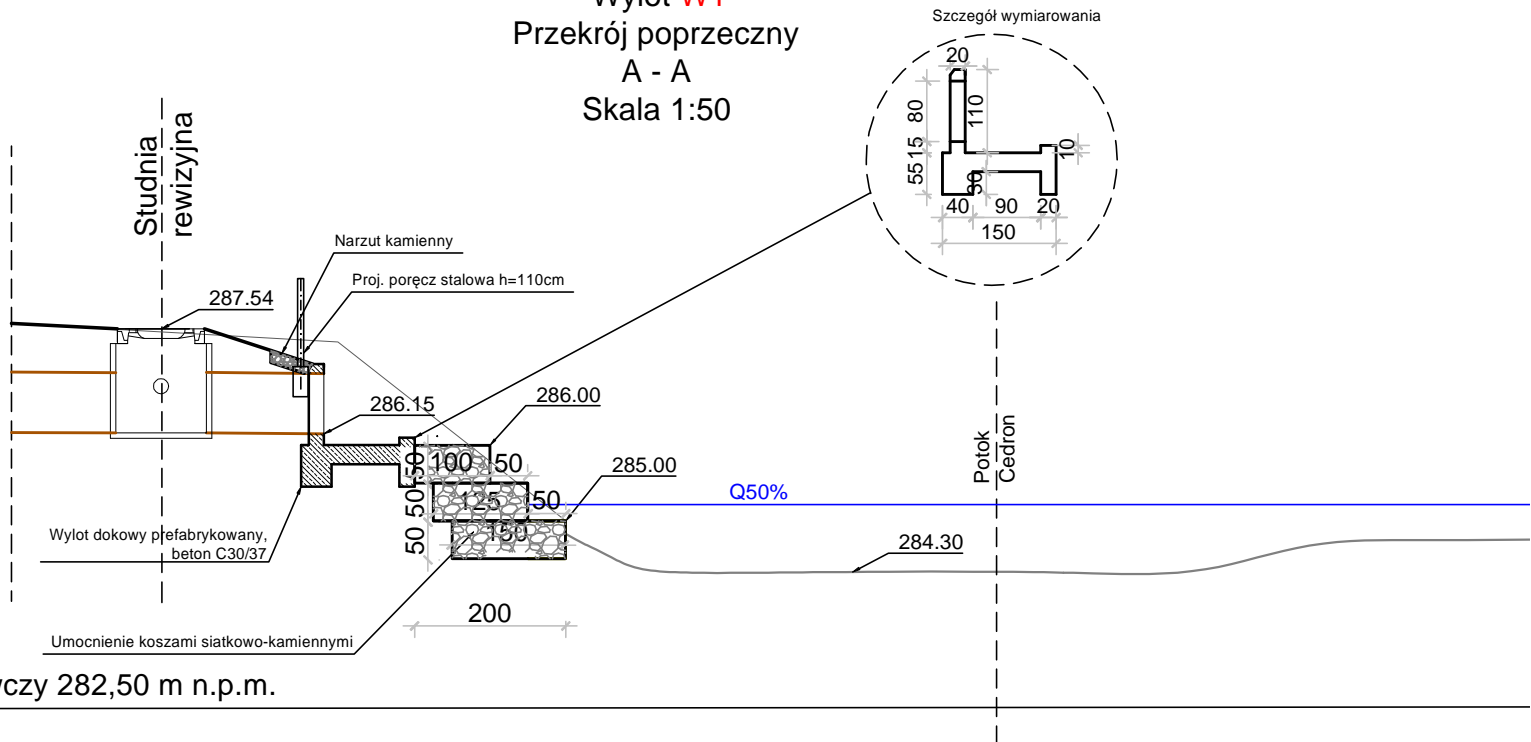 Wylot W1
Przekrój poprzeczny
A - A
Skala 1:50
Szczegół wymiarowania
20
80
110
15
10
55
30
40 90 20
150
Studnia
rewizyjna
Narzut kamienny
Proj. poręcz stalowa h=110cm
287.54
286.15
286.00
50
100
50
285.00
50
125
50
50
150
Q50%
Potok
Cedron
284.30
Wylot dokowy prefabrykowany,
beton C30/37
200
Umocnienie koszami siatkowo-kamiennymi
czy 282,50 m n.p.m.